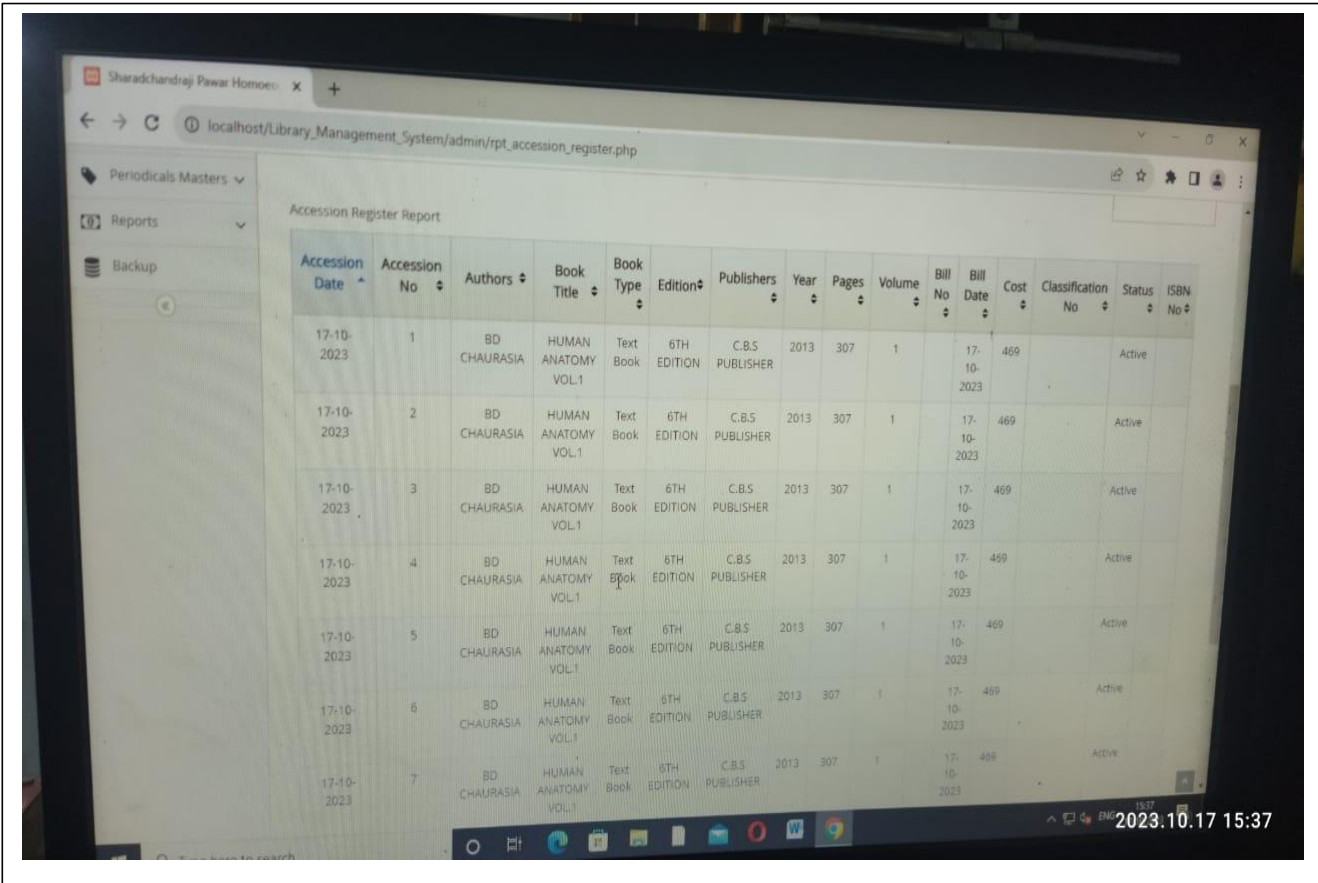 Sharadchandraji Pawar Homoeo
localhost/Library_Management_System/admin/rpt_accession_register.php
Periodicals Masters
Reports
Backup
Accession Register Report
Accession Date Accession No Authors Book Title Book Type Edition Publishers Year Pages Volume Bill No Bill Date Cost Classification No Status ISBN No
17-10-2023 1 BD CHAURASIA HUMAN ANATOMY VOL.1 Text Book 6TH EDITION C.B.S PUBLISHER 2013 307 1 17-10-2023 469 Active
17-10-2023 2 BD CHAURASIA HUMAN ANATOMY VOL.1 Text Book 6TH EDITION C.B.S PUBLISHER 2013 307 1 17-10-2023 469 Active
17-10-2023 3 BD CHAURASIA HUMAN ANATOMY VOL.1 Text Book 6TH EDITION C.B.S PUBLISHER 2013 307 1 17-10-2023 469 Active
17-10-2023 4 BD CHAURASIA HUMAN ANATOMY VOL.1 Text Book 6TH EDITION C.B.S PUBLISHER 2013 307 1 17-10-2023 469 Active
17-10-2023 5 BD CHAURASIA HUMAN ANATOMY VOL.1 Text Book 6TH EDITION C.B.S PUBLISHER 2013 307 1 17-10-2023 469 Active
17-10-2023 6 BD CHAURASIA HUMAN ANATOMY VOL.1 Text Book 6TH EDITION C.B.S PUBLISHER 2013 307 1 17-10-2023 469 Active
17-10-2023 7 BD CHAURASIA HUMAN ANATOMY VOL.1 Text Book 6TH EDITION C.B.S PUBLISHER 2013 307 1 17-10-2023 469 Active
Type here to search
ENG 15:37
2023.10.17 15:37